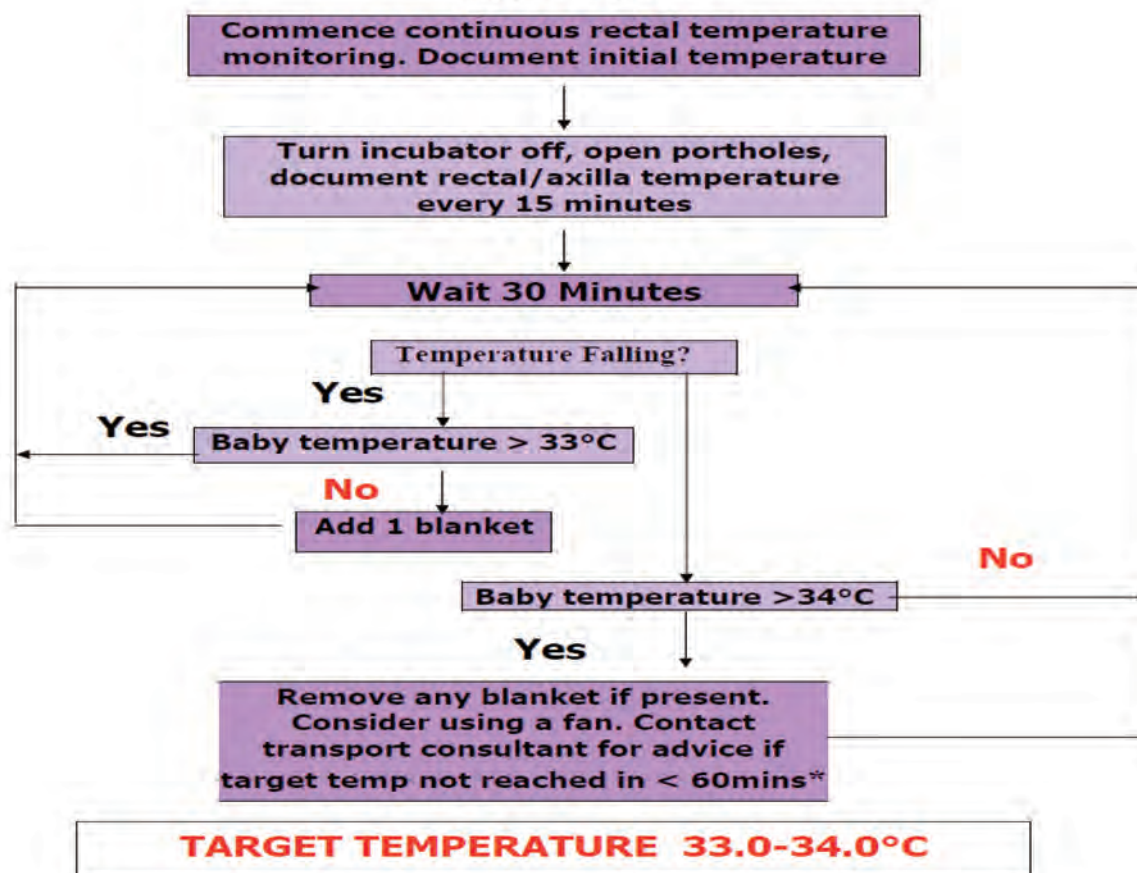 Commence continuous rectal temperature
monitoring. Document initial temperature
Turn incubator off, open portholes,
document rectal/axilla temperature
every 15 minutes
Wait 30 Minutes
Temperature Falling?
Yes
Yes
Baby temperature > 33°C
No
Add 1 blanket
No
Baby temperature >34°C
Yes
Remove any blanket if present.
Consider using a fan. Contact
transport consultant for advice if
target temp not reached in < 60mins*
TARGET TEMPERATURE 33.0-34.0°C